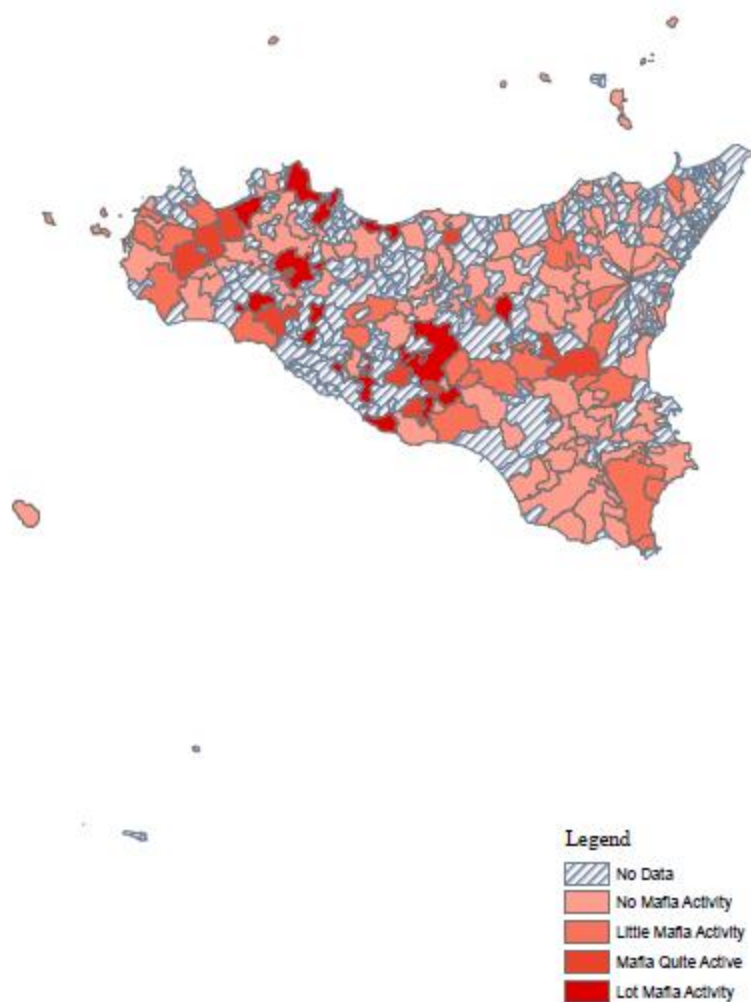 Legend
No Data
No Mafia Activity
Little Mafia Activity
Mafia Quite Active
Lot Mafia Activity